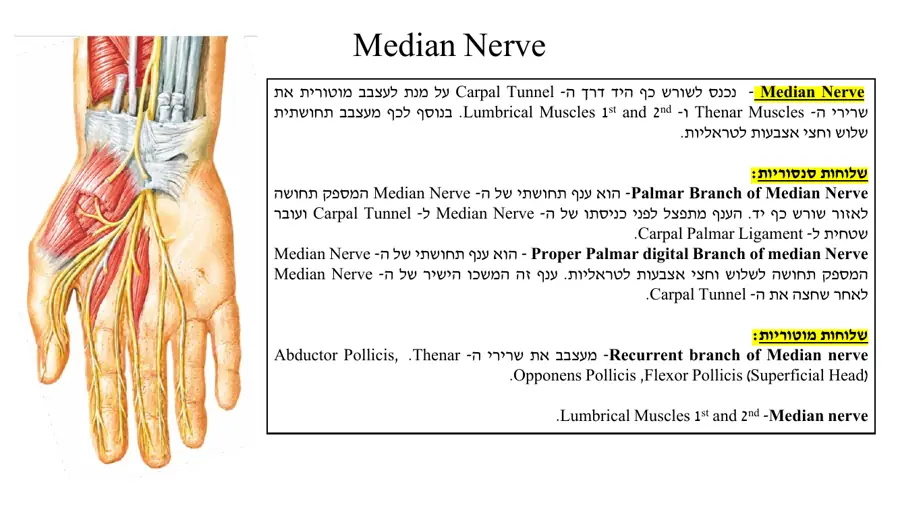 Median Nerve
Median Nerve - נכנס לשורש כף היד דרך ה- Carpal Tunnel על מנת לעצבב מוטורית את
שרירי ה- Thenar Muscles ו- Lumbrical Muscles 1st and 2nd. בנוסף לכף מעצבב תחושתית
שלוש וחצי אצבעות לטראליות.
שלוחות סנסוריות:
Palmar Branch of Median Nerve- הוא ענף תחושתי של ה- Median Nerve המספק תחושה
לאזור שורש כף יד. הענף מתפצל לפני כניסתו של ה- Median Nerve ל- Carpal Tunnel ועובר
שטחית ל- Carpal Palmar Ligament.
Proper Palmar digital Branch of median Nerve - הוא ענף תחושתי של ה- Median Nerve
המספק תחושה לשלוש וחצי אצבעות לטראליות. ענף זה המשכו הישיר של ה- Median Nerve
לאחר שחצה את ה- Carpal Tunnel.
שלוחות מוטוריות:
Recurrent branch of Median nerve- מעצבב את שרירי ה- Thenar. Abductor Pollicis,
Opponens Pollicis ,Flexor Pollicis (Superficial Head).
Median nerve- Lumbrical Muscles 1st and 2nd.